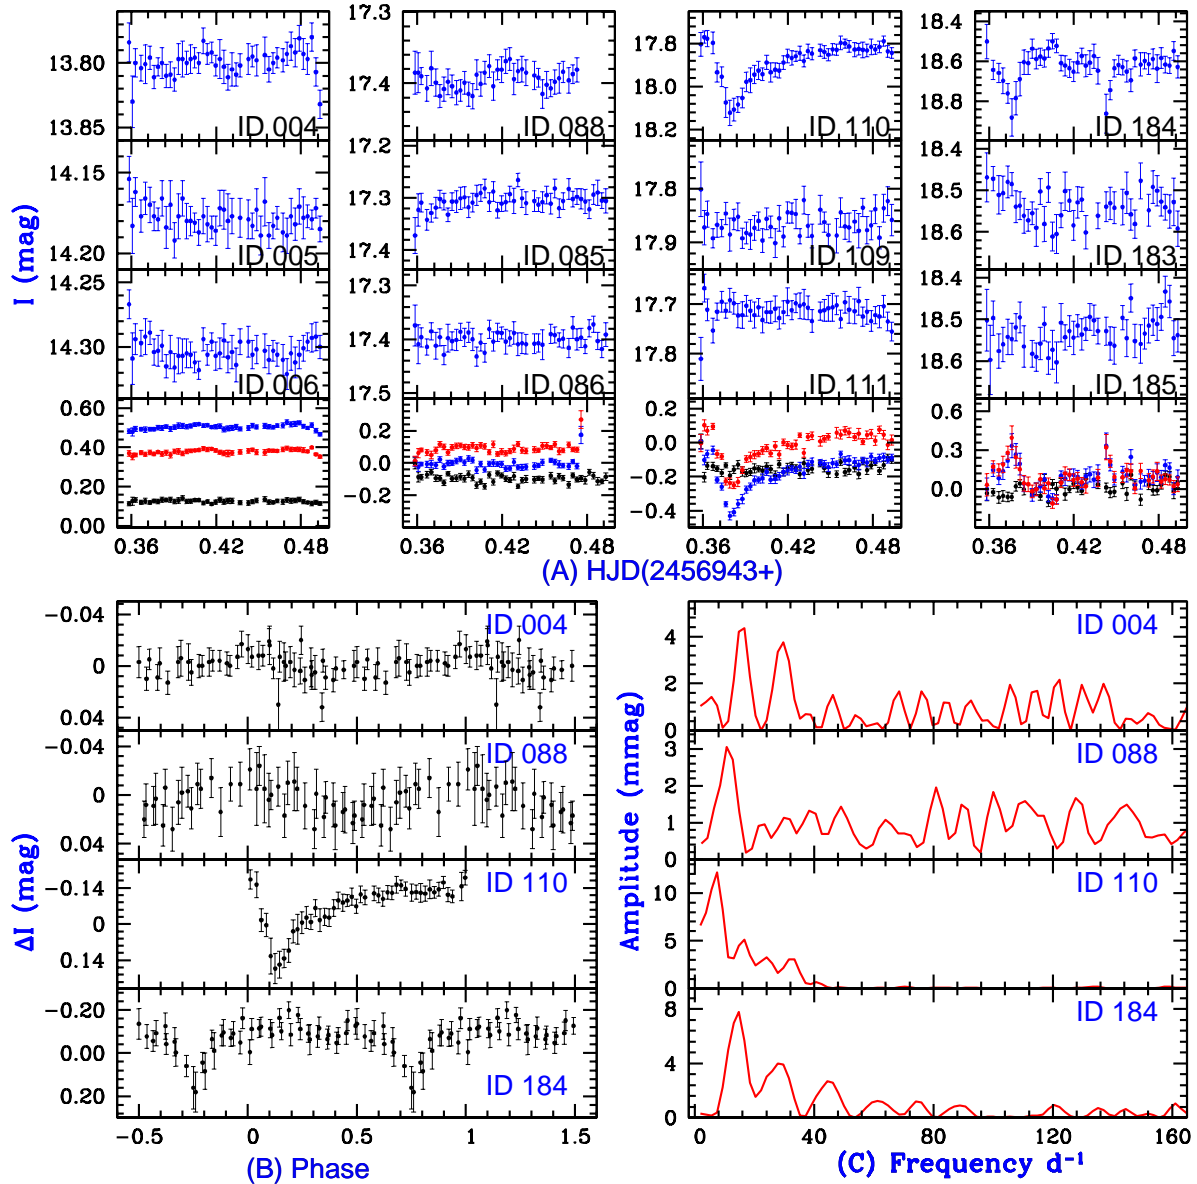 17.3
13.80
13.85
ID 004
17.4
ID 088
17.8
18.0
18.2
ID 110
18.4
18.6
18.8
ID 184
14.15
14.20
ID 005
17.2
17.3
17.4
ID 085
17.8
17.9
ID 109
18.4
18.5
18.6
ID 183
I (mag)
14.25
14.30
ID 006
17.3
17.4
17.5
ID 086
17.7
17.8
ID 111
18.5
18.6
ID 185
0.60
0.40
0.20
0.00
0.2
0.0
−0.2
0.2
0.0
−0.2
−0.4
0.6
0.3
0.0
0.36 0.42 0.48
0.36 0.42 0.48
0.36 0.42 0.48
0.36 0.42 0.48
(A) HJD(2456943+)
−0.04
0
0.04
ID 004
−0.04
0
0.04
ID 088
−0.14
0
0.14
ID 110
−0.20
0.00
0.20
ID 184
ΔI (mag)
−0.5 0 0.5 1 1.5
(B) Phase
4
2
0
ID 004
3
2
1
0
ID 088
10
5
0
ID 110
8
4
0
ID 184
Amplitude (mmag)
0 40 80 120 160
(C) Frequency d⁻¹